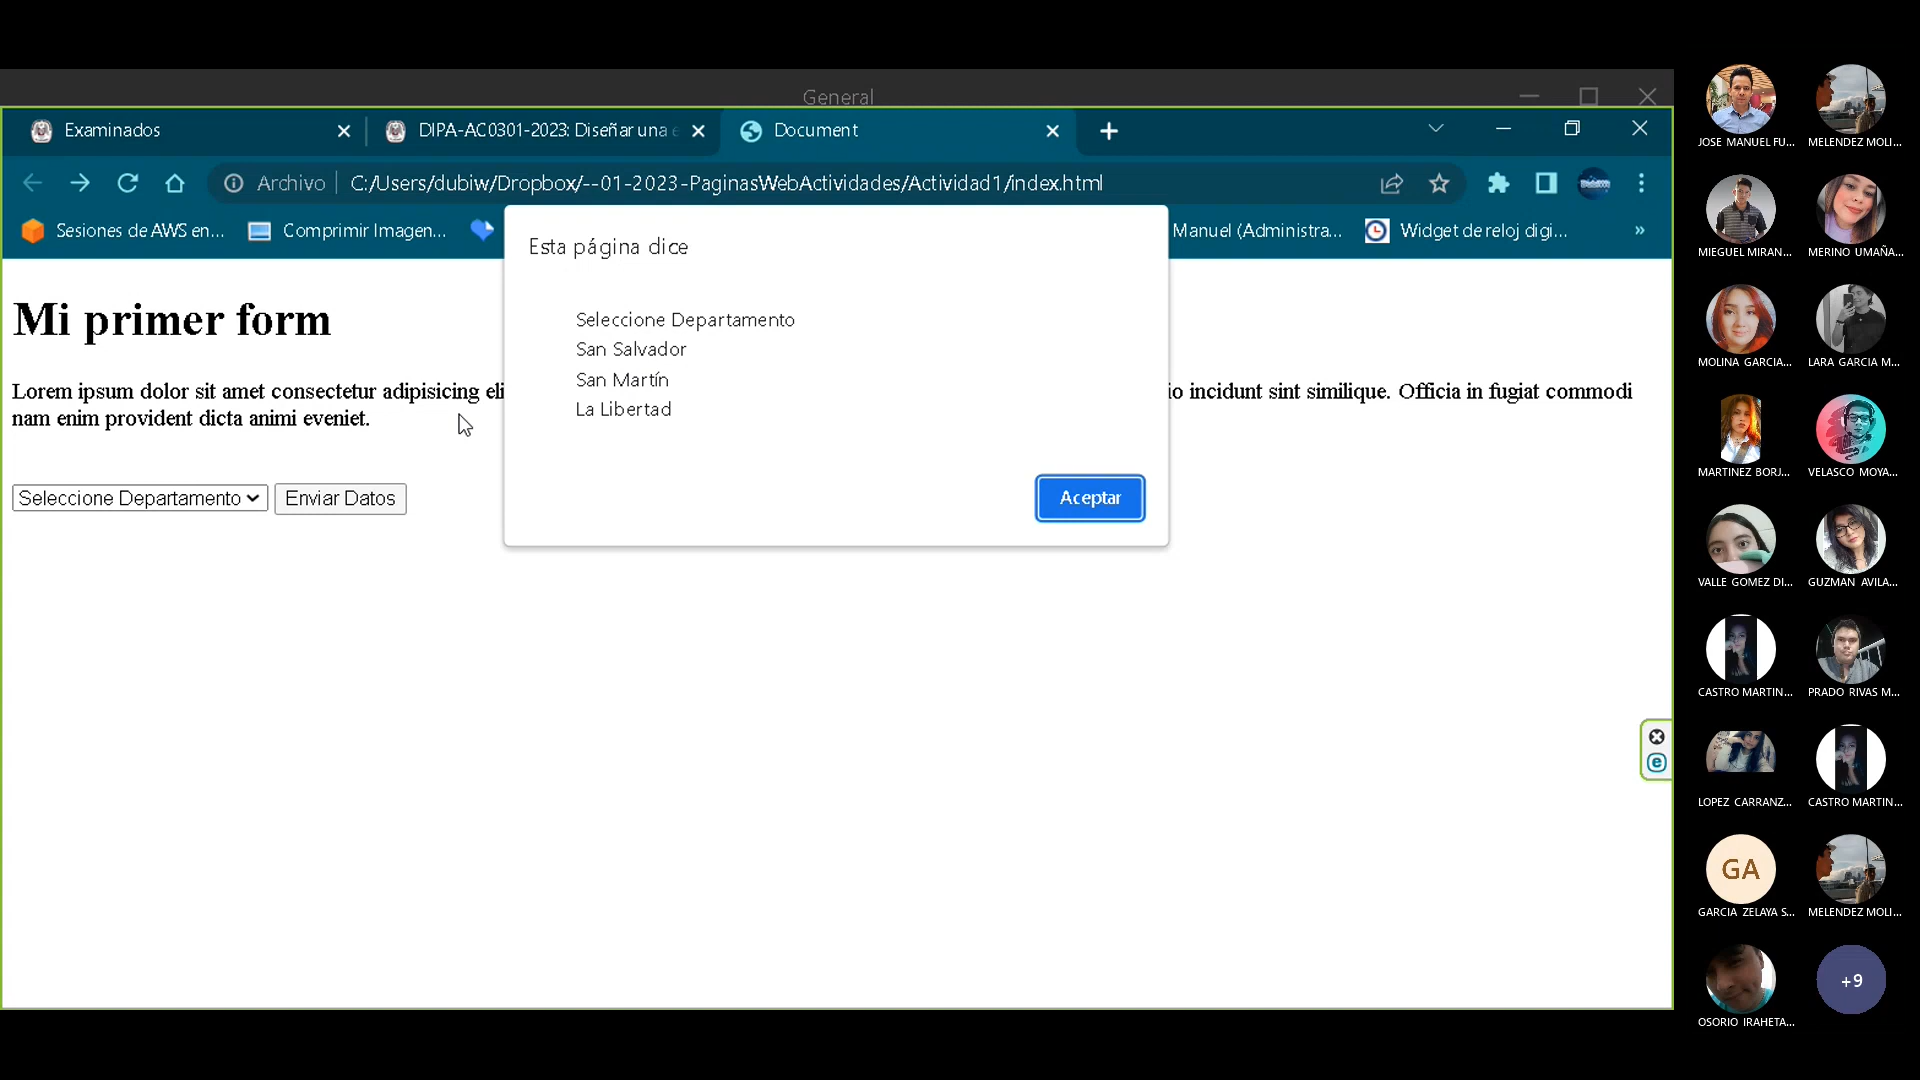 General
Examinados
DIPA-AC0301-2023: Diseñar una e
Document
Archivo
C:/Users/dubiw/Dropbox/--01-2023-PaginasWebActividades/Actividad1/index.html
Sesiones de AWS en...
Comprimir Imagen...
Manuel (Administra...
Widget de reloj digi...
»
Esta página dice
Seleccione Departamento
San Salvador
San Martín
La Libertad
Aceptar
Mi primer form
Lorem ipsum dolor sit amet consectetur adipisicing eli
io incidunt sint similique. Officia in fugiat commodi
nam enim provident dicta animi eveniet.
Seleccione Departamento
Enviar Datos
JOSE MANUEL FU...
MELENDEZ MOLI...
MIEGUEL MIRAN...
MERINO UMAÑA...
MOLINA GARCIA...
LARA GARCIA M...
MARTINEZ BORJ...
VELASCO MOYA...
VALLE GOMEZ DI...
GUZMAN AVILA...
CASTRO MARTIN...
PRADO RIVAS M...
LOPEZ CARRANZ...
CASTRO MARTIN...
GA
GARCIA ZELAYA S...
MELENDEZ MOLI...
OSORIO IRAHETA...
+9